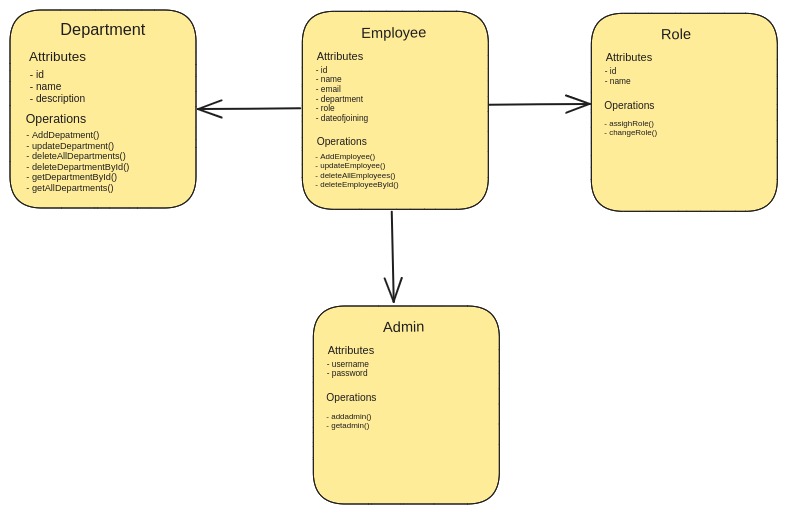 Department
Attributes
- id
- name
- description
Operations
- AddDepatment()
- updateDepartment()
- deleteAllDepartments()
- deleteDepartmentById()
- getDepartmentById()
- getAllDepartments()
Employee
Attributes
- id
- name
- email
- department
- role
- dateofjoining
Operations
- AddEmployee()
- updateEmployee()
- deleteAllEmployees()
- deleteEmployeeById()
Role
Attributes
- id
- name
Operations
- assighRole()
- changeRole()
Admin
Attributes
- username
- password
Operations
- addadmin()
- getadmin()